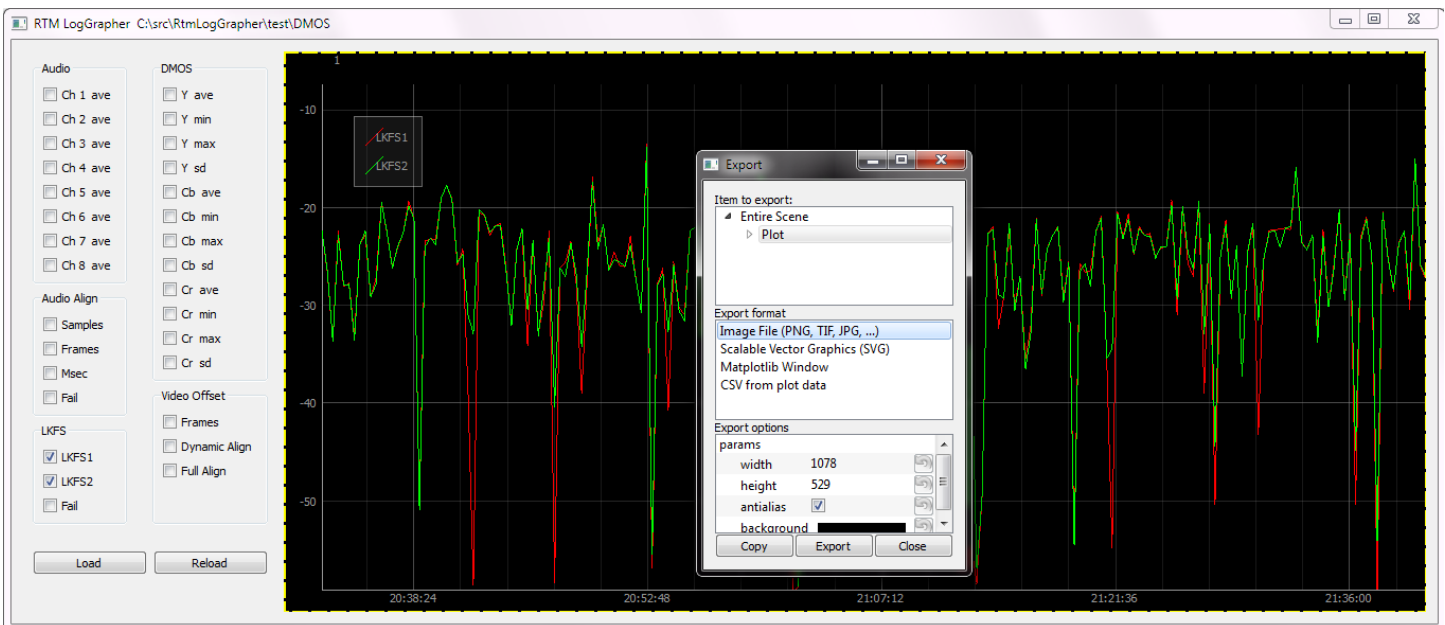 RTM LogGrapher C:\src\RtmLogGrapher\test\DMOS
Audio
Ch 1 ave
Ch 2 ave
Ch 3 ave
Ch 4 ave
Ch 5 ave
Ch 6 ave
Ch 7 ave
Ch 8 ave
Audio Align
Samples
Frames
Msec
Fail
LKFS
LKFS1
LKFS2
Fail
DMOS
Y ave
Y min
Y max
Y sd
Cb ave
Cb min
Cb max
Cb sd
Cr ave
Cr min
Cr max
Cr sd
Video Offset
Frames
Dynamic Align
Full Align
Load
Reload
1
-10
-20
-30
-40
-50
LKFS1
LKFS2
20:38:24
20:52:48
21:07:12
21:21:36
21:36:00
Export
Item to export:
Entire Scene
Plot
Export format
Image File (PNG, TIF, JPG, ...)
Scalable Vector Graphics (SVG)
Matplotlib Window
CSV from plot data
Export options
params
width 1078
height 529
antialias
background
Copy
Export
Close